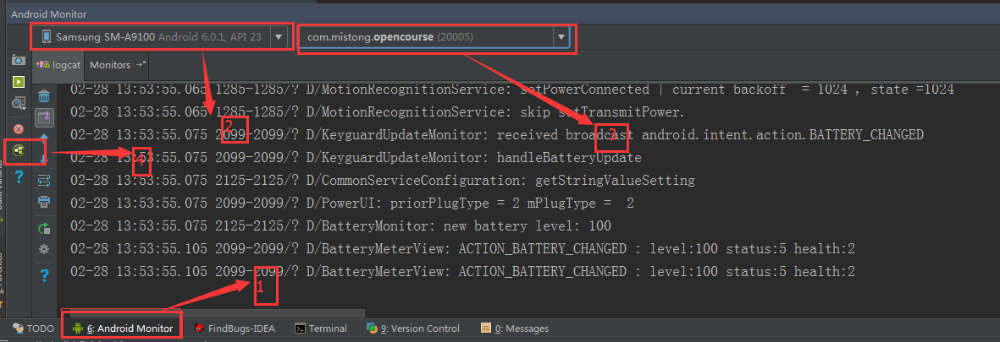 Android Monitor
Samsung SM-A9100 Android 6.0.1, API 23
com.mistong.opencourse (20005)
logcat
Monitors
02-28 13:53:55.065 1285-1285/? D/MotionRecognitionService: setPowerConnected | current backoff = 1024 , state =1024
02-28 13:53:55.065 1285-1285/? D/MotionRecognitionService: skip setTransmitPower.
2
3
02-28 13:53:55.075 2099-2099/? D/KeyguardUpdateMonitor: received broadcast android.intent.action.BATTERY_CHANGED
4
02-28 13:53:55.075 2099-2099/? D/KeyguardUpdateMonitor: handleBatteryUpdate
02-28 13:53:55.075 2125-2125/? D/CommonServiceConfiguration: getStringValueSetting
02-28 13:53:55.075 2099-2099/? D/PowerUI: priorPlugType = 2 mPlugType = 2
02-28 13:53:55.075 2125-2125/? D/BatteryMonitor: new battery level: 100
02-28 13:53:55.105 2099-2099/? D/BatteryMeterView: ACTION_BATTERY_CHANGED : level:100 status:5 health:2
02-28 13:53:55.105 2099-2099/? D/BatteryMeterView: ACTION_BATTERY_CHANGED : level:100 status:5 health:2
1
TODO
6: Android Monitor
FindBugs-IDEA
Terminal
9: Version Control
0: Messages